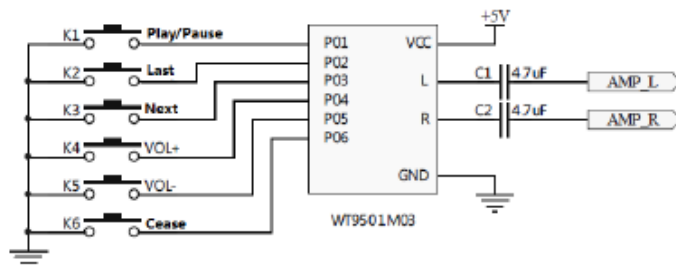 +5V
K1 Play/Pause P01 VCC
K2 Last P02
K3 Next P03 L C1 4.7uF AMP_L
P04
K4 VOL+ P05 R C2 4.7uF AMP_R
P06
K5 VOL- GND
K6 Cease WT9501M03